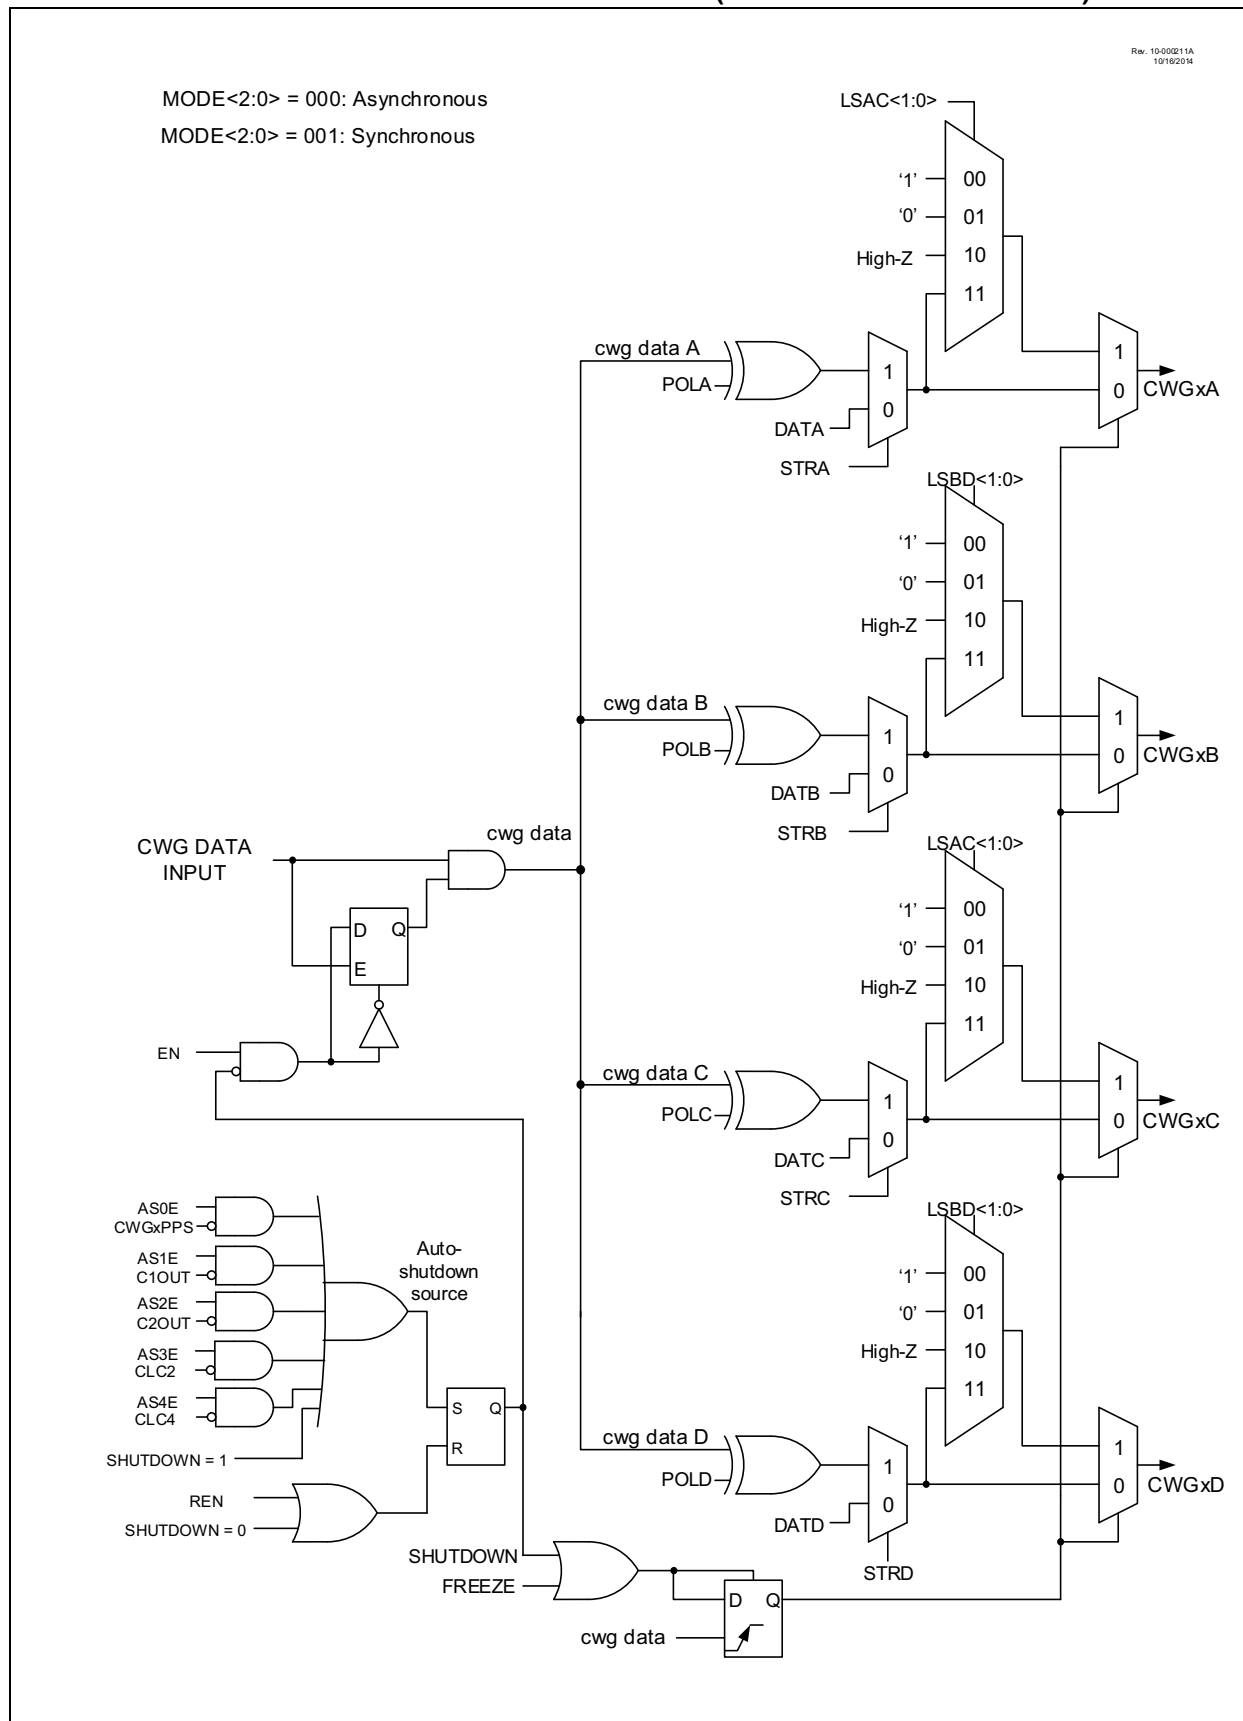 Rev. 10-000211A
10/16/2014
MODE<2:0> = 000: Asynchronous
MODE<2:0> = 001: Synchronous
LSAC<1:0>
‘1’
00
‘0’
01
High-Z
10
11
cwg data A
POLA
1
0
DATA
STRA
1
0
CWGxA
LSBD<1:0>
‘1’
00
‘0’
01
High-Z
10
11
cwg data B
POLB
1
0
DATB
STRB
1
0
CWGxB
cwg data
CWG DATA
INPUT
D
Q
E
EN
LSAC<1:0>
‘1’
00
‘0’
01
High-Z
10
11
cwg data C
POLC
1
0
DATC
STRC
1
0
CWGxC
AS0E
CWGxPPS
AS1E
C1OUT
AS2E
C2OUT
AS3E
CLC2
AS4E
CLC4
SHUTDOWN = 1
Auto-
shutdown
source
S
Q
R
REN
SHUTDOWN = 0
LSBD<1:0>
‘1’
00
‘0’
01
High-Z
10
11
cwg data D
POLD
1
0
DATD
STRD
1
0
CWGxD
SHUTDOWN
FREEZE
D
Q
cwg data